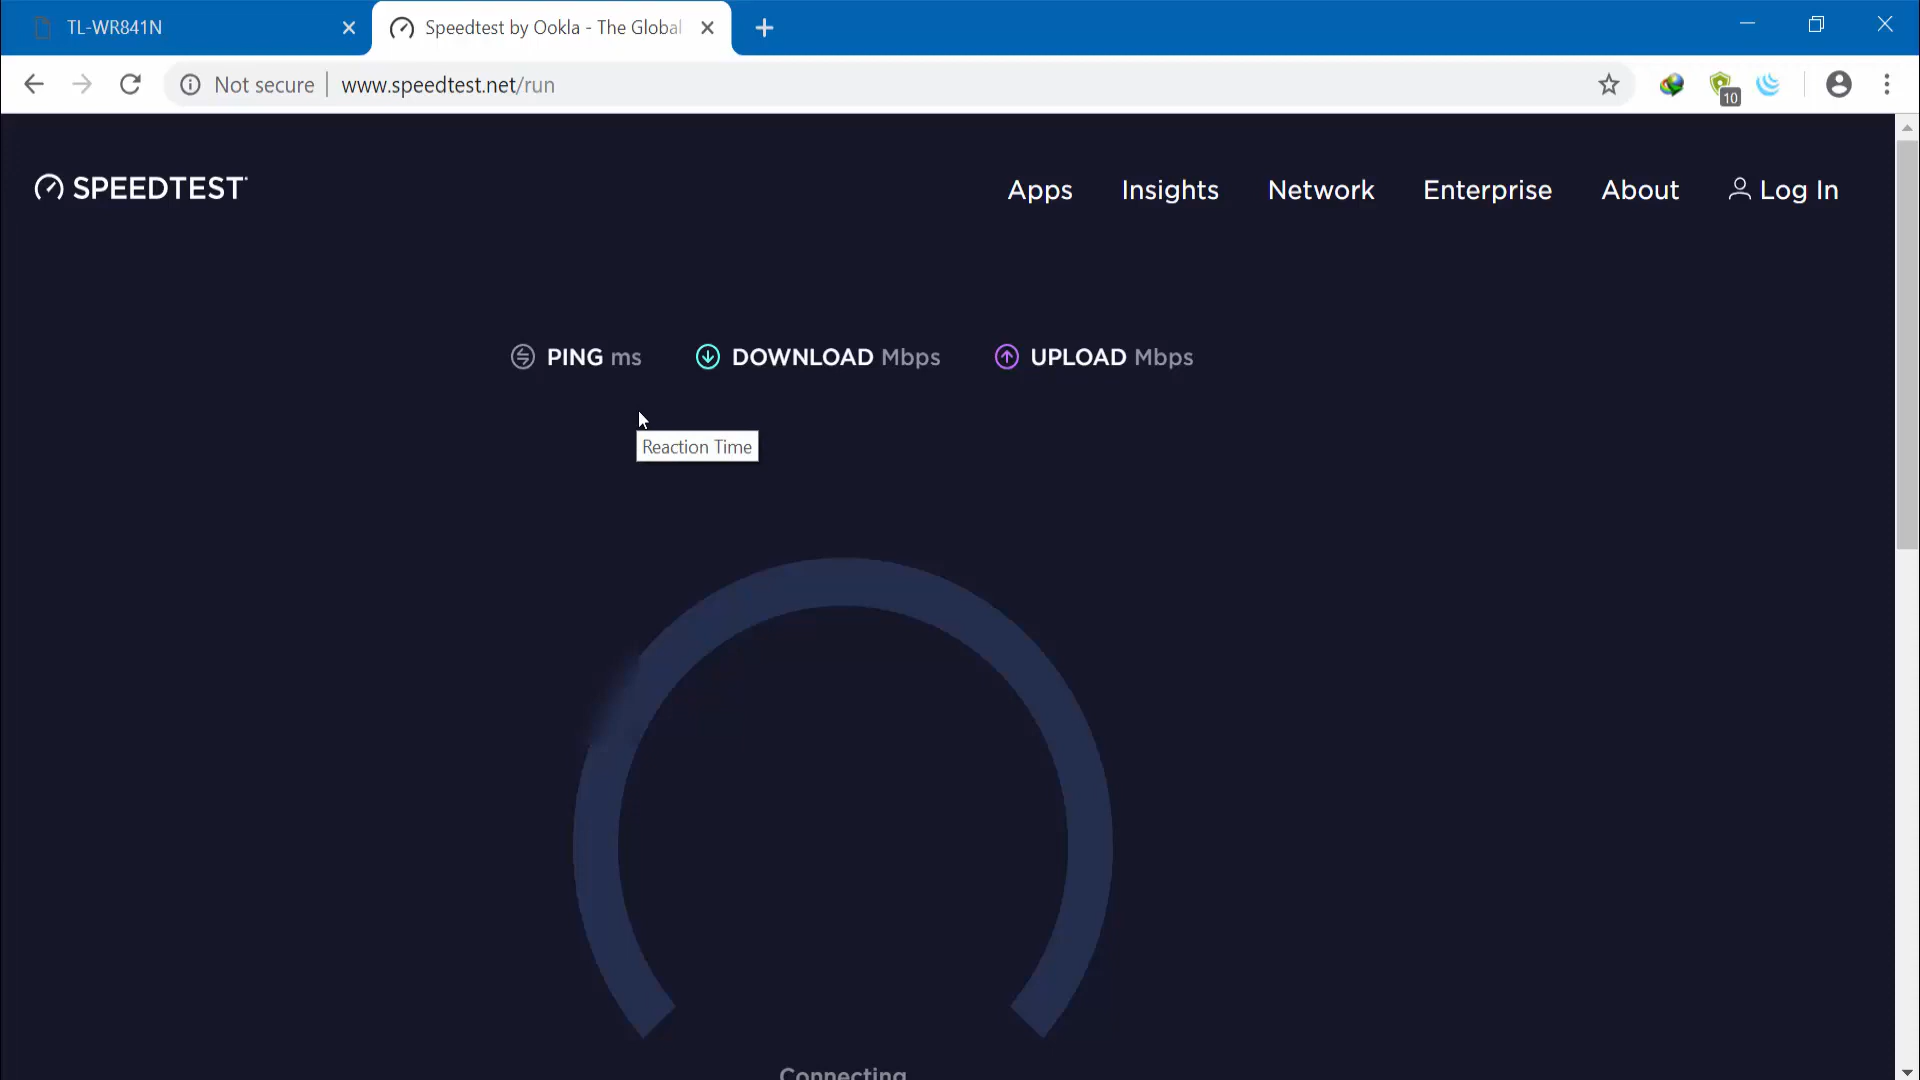 TL-WR841N
Speedtest by Ookla - The Global
Not secure
www.speedtest.net/run
10
SPEEDTEST
Apps
Insights
Network
Enterprise
About
Log In
PING ms
DOWNLOAD Mbps
UPLOAD Mbps
Reaction Time
Connecting